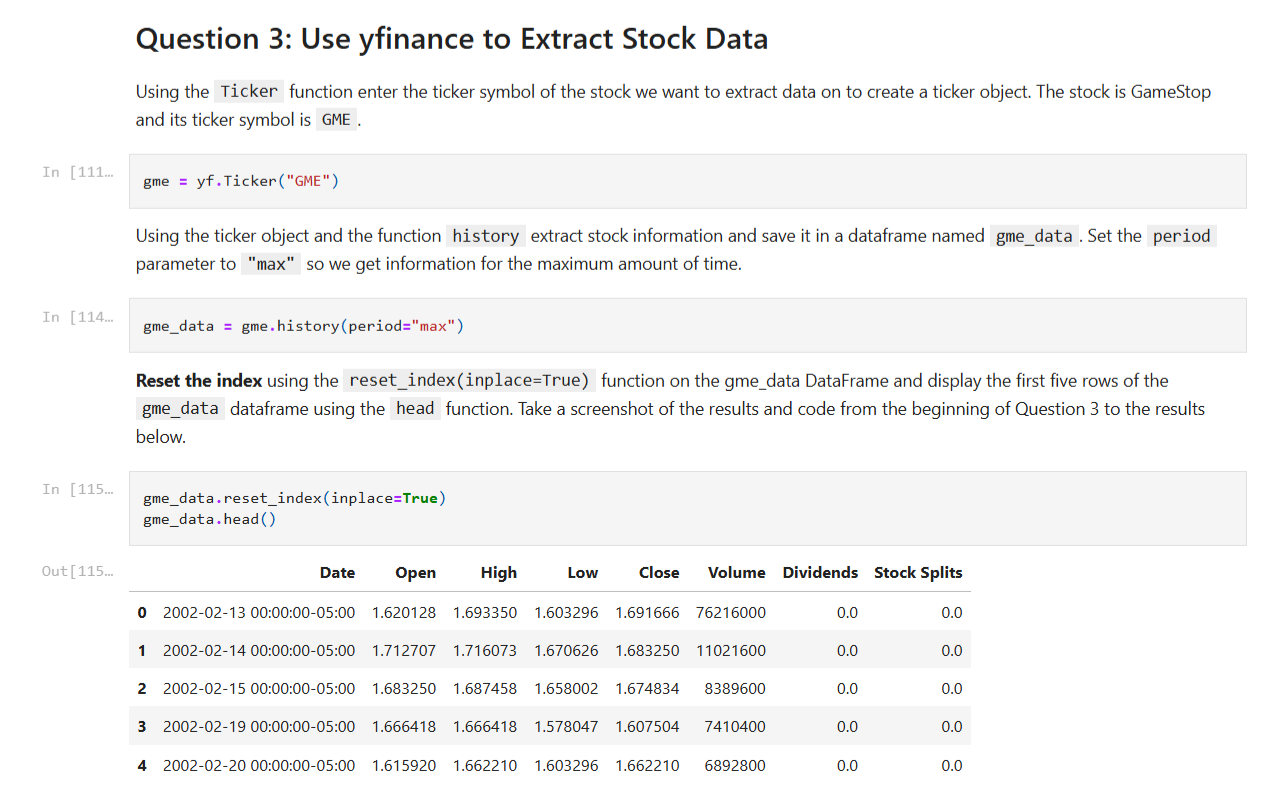 Question 3: Use yfinance to Extract Stock Data
Using the Ticker function enter the ticker symbol of the stock we want to extract data on to create a ticker object. The stock is GameStop
and its ticker symbol is GME .
In [111…
gme = yf.Ticker("GME")
Using the ticker object and the function history extract stock information and save it in a dataframe named gme_data . Set the period
parameter to "max" so we get information for the maximum amount of time.
In [114…
gme_data = gme.history(period="max")
Reset the index using the reset_index(inplace=True) function on the gme_data DataFrame and display the first five rows of the
gme_data dataframe using the head function. Take a screenshot of the results and code from the beginning of Question 3 to the results
below.
In [115…
gme_data.reset_index(inplace=True)
gme_data.head()
Out[115…
Date Open High Low Close Volume Dividends Stock Splits
0 2002-02-13 00:00:00-05:00 1.620128 1.693350 1.603296 1.691666 76216000 0.0 0.0
1 2002-02-14 00:00:00-05:00 1.712707 1.716073 1.670626 1.683250 11021600 0.0 0.0
2 2002-02-15 00:00:00-05:00 1.683250 1.687458 1.658002 1.674834 8389600 0.0 0.0
3 2002-02-19 00:00:00-05:00 1.666418 1.666418 1.578047 1.607504 7410400 0.0 0.0
4 2002-02-20 00:00:00-05:00 1.615920 1.662210 1.603296 1.662210 6892800 0.0 0.0